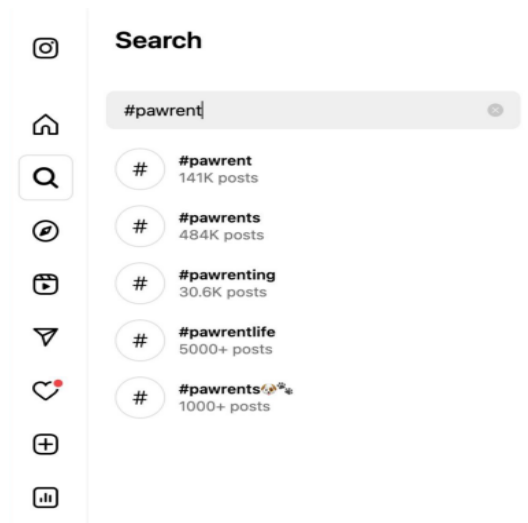 Search
#pawrent
#pawrent
141K posts
#pawrents
484K posts
#pawrenting
30.6K posts
#pawrentlife
5000+ posts
#pawrents🐶🐾
1000+ posts